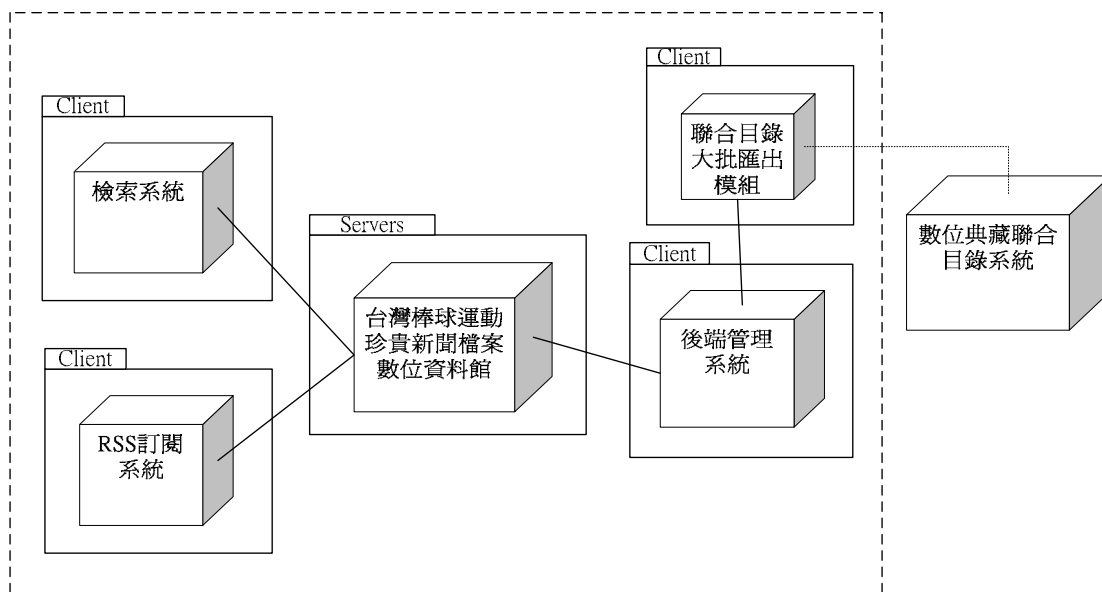 Client
檢索系統
Client
RSS訂閱
系統
Servers
台灣棒球運動
珍貴新聞檔案
數位資料館
Client
聯合目錄
大批匯出
模組
Client
後端管理
系統
數位典藏聯合
目錄系統